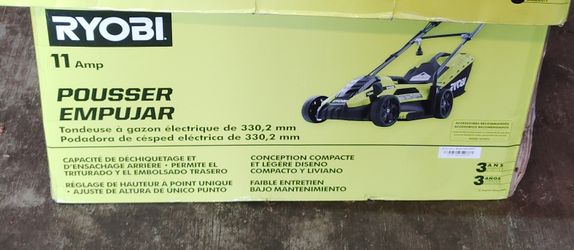 RYOBI
11 Amp
POUSSER
EMPUJAR
Tondeuse à gazon électrique de 330,2 mm
Podadora de césped eléctrica de 330,2 mm
RYOBI
CAPACITÉ DE DÉCHIQUETAGE ET
D'ENSACHAGE ARRIÈRE • PERMITE EL
TRITURADO Y EL EMBOLSADO TRASERO
RÉGLAGE DE HAUTEUR À POINT UNIQUE
• AJUSTE DE ALTURA DE ÚNICO PUNTO
CONCEPTION COMPACTE
ET LÉGÈRE DISEÑO
COMPACTO Y LIVIANO
FAIBLE ENTRETIEN
BAJO MANTENIMIENTO
3 ANS
3 AÑOS